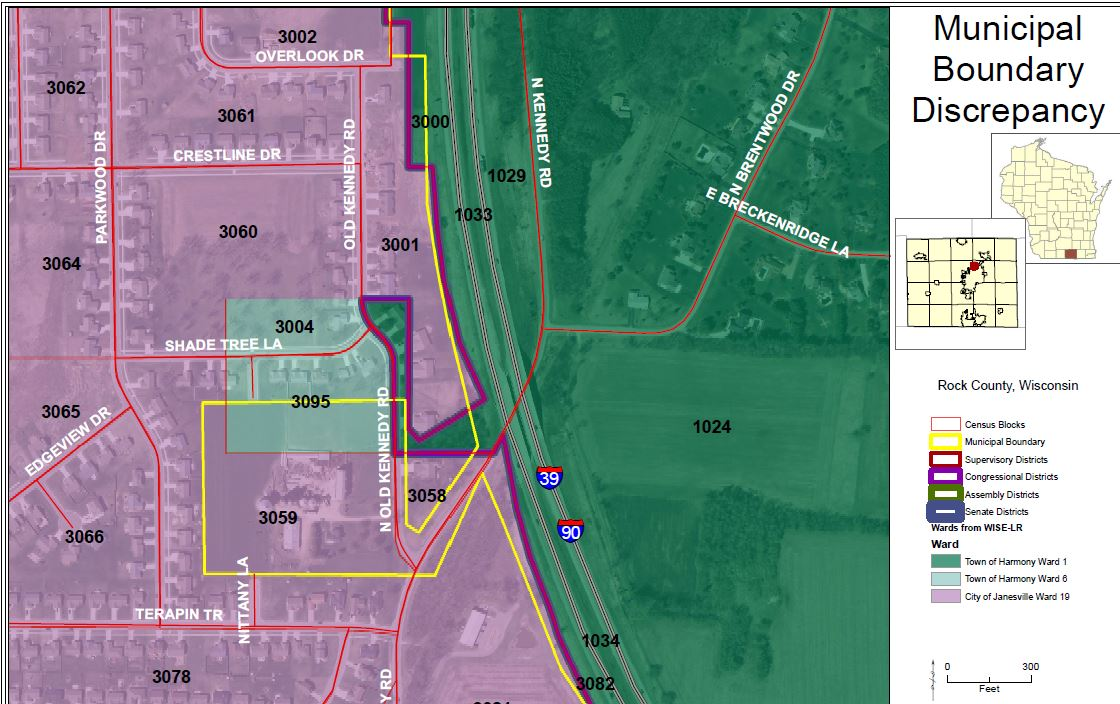 Municipal
Boundary
Discrepancy
3002
OVERLOOK DR
3062
3061
3000
N KENNEDY RD
N BRENTWOOD DR
PARKWOOD DR
CRESTLINE DR
OLD KENNEDY RD
1029
E BRECKENRIDGE LA
1033
3060
3001
3064
3004
SHADE TREE LA
3095
3065
EDGEVIEW DR
N OLD KENNEDY RD
1024
39
3058
3059
90
3066
NITTANY LA
TERAPIN TR
1034
3078
3082
Y RD
Rock County, Wisconsin
Census Blocks
Municipal Boundary
Supervisory Districts
Congressional Districts
Assembly Districts
Senate Districts
Wards from WISE-LR
Ward
Town of Harmony Ward 1
Town of Harmony Ward 6
City of Janesville Ward 19
0 300
Feet